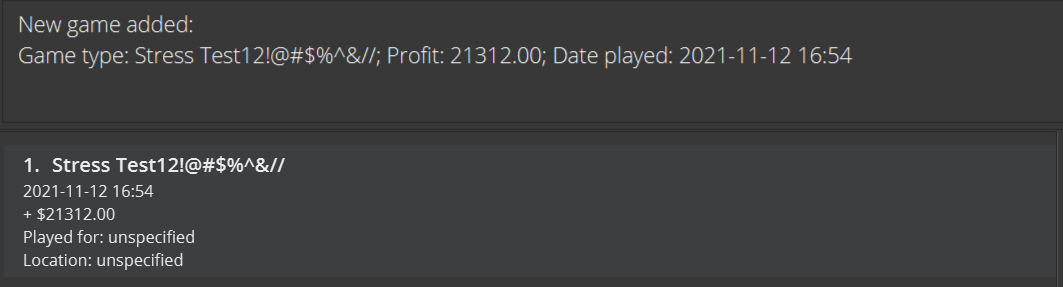 New game added:
Game type: Stress Test12!@#$%^&//; Profit: 21312.00; Date played: 2021-11-12 16:54
1. Stress Test12!@#$%^&//
2021-11-12 16:54
+ $21312.00
Played for: unspecified
Location: unspecified